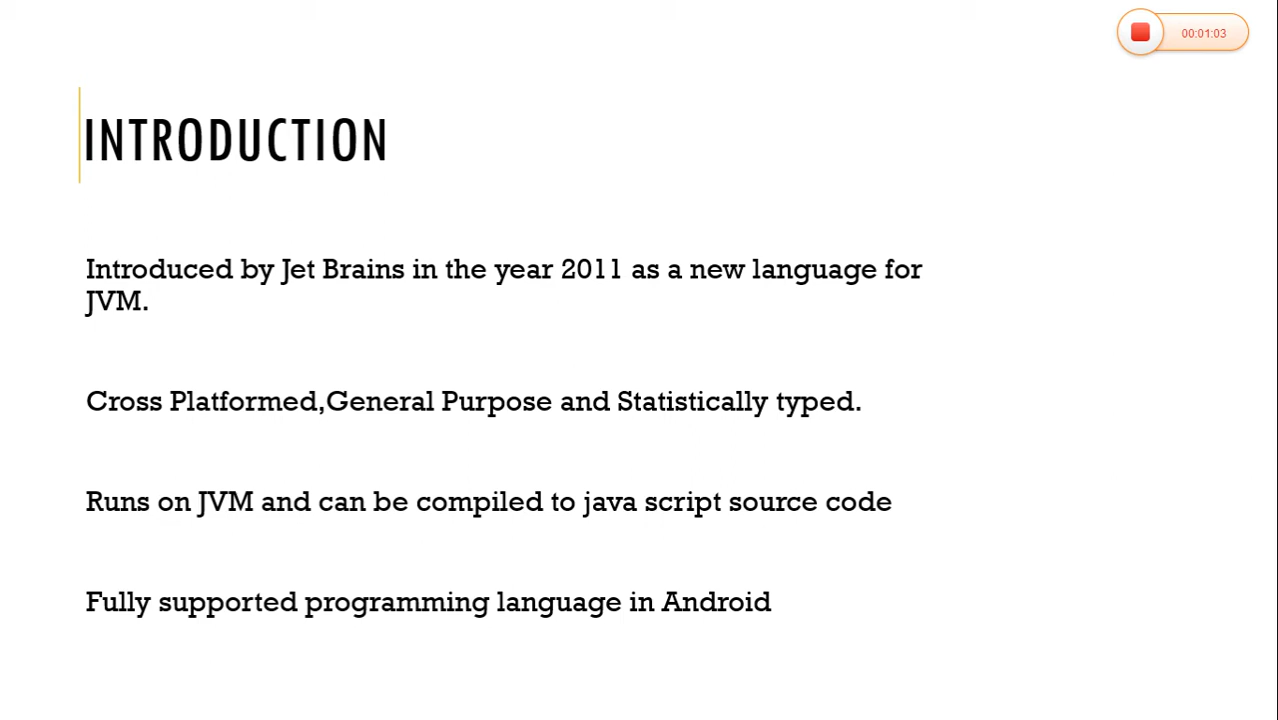 00:01:03
INTRODUCTION
Introduced by Jet Brains in the year 2011 as a new language for
JVM.
Cross Platformed,General Purpose and Statistically typed.
Runs on JVM and can be compiled to java script source code
Fully supported programming language in Android